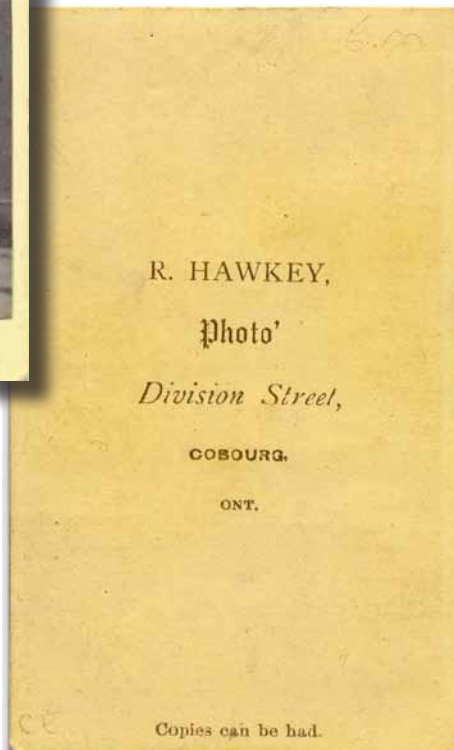 R. HAWKEY,
Photo'
Division Street,
COBOURG,
ONT.
Copies can be had.